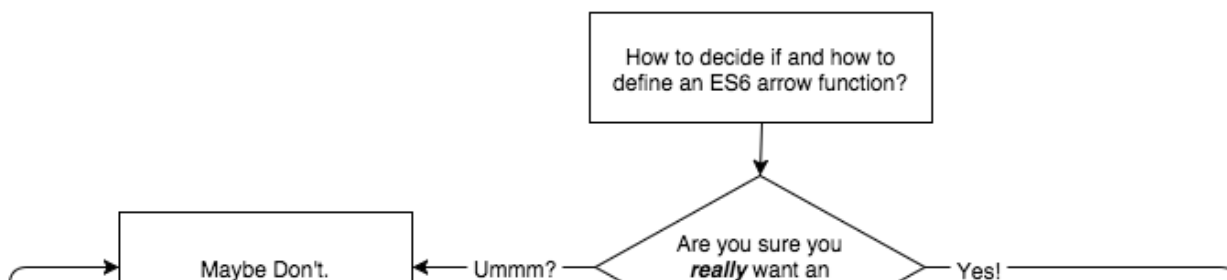 How to decide if and how to
define an ES6 arrow function?
Are you sure you
really want an
Maybe Don't.
Ummm?
Yes!